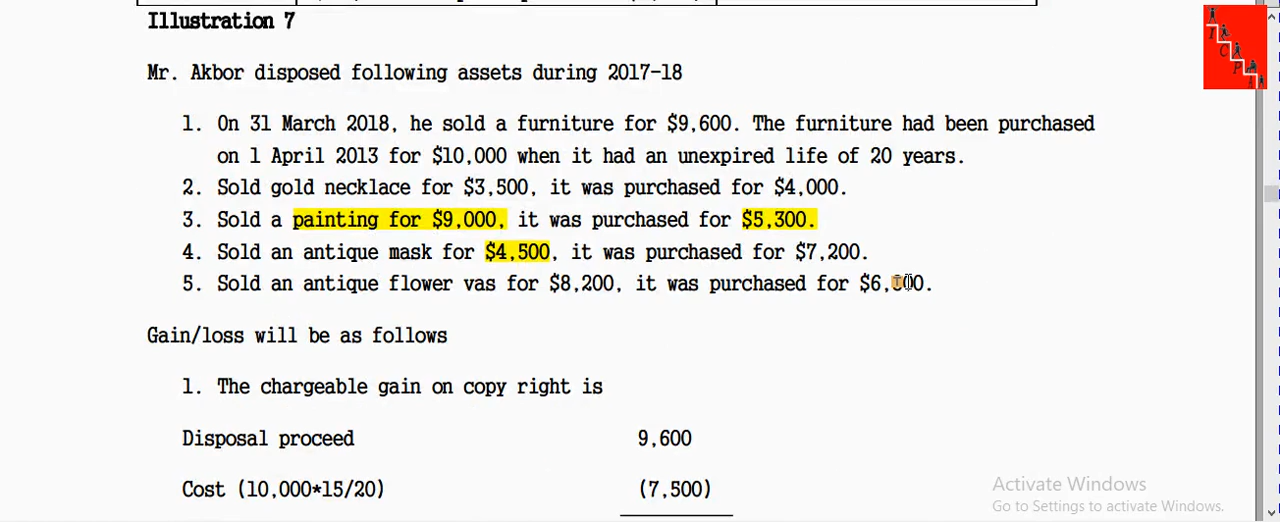 Illustration 7
Mr. Akbor disposed following assets during 2017-18
1. On 31 March 2018, he sold a furniture for $9,600. The furniture had been purchased
on 1 April 2013 for $10,000 when it had an unexpired life of 20 years.
2. Sold gold necklace for $3,500, it was purchased for $4,000.
3. Sold a painting for $9,000, it was purchased for $5,300.
4. Sold an antique mask for $4,500, it was purchased for $7,200.
5. Sold an antique flower vas for $8,200, it was purchased for
Gain/loss will be as follows
1. The chargeable gain on copy right is
Disposal proceed 9,600
Cost (10,000*15/20) (7,500)
Activate Windows
Go to Settings to activate Windows.
I
C
P
A